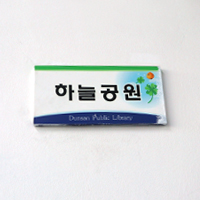 하늘공원
Dunsan Public Library